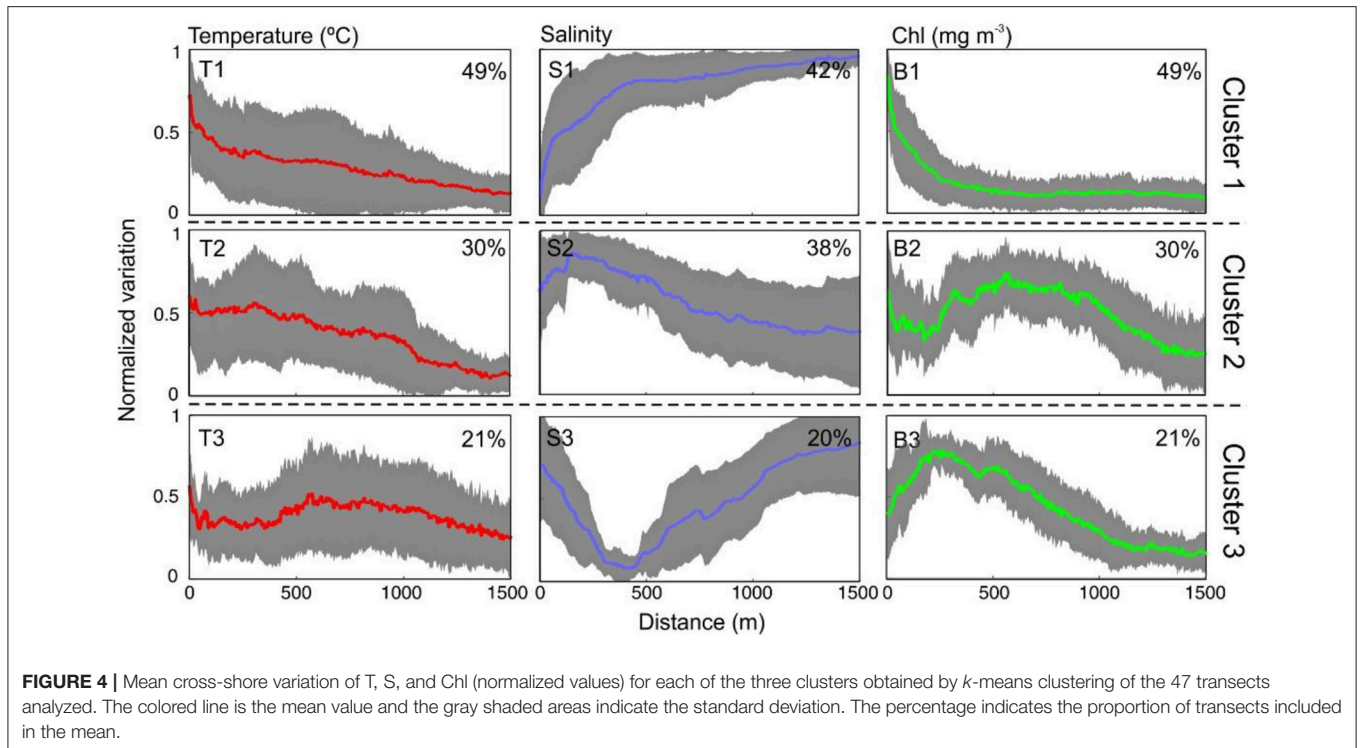 Temperature (ºC) Salinity Chl (mg m⁻³)
1 T1 49% S1 42% B1 49% Cluster 1
0.5
0
1 T2 30% S2 38% B2 30% Cluster 2
0.5
0
1 T3 21% S3 20% B3 21% Cluster 3
0.5
0
Normalized variation
0 500 1000 1500 0 500 1000 1500 0 500 1000 1500
Distance (m)
FIGURE 4 | Mean cross-shore variation of T, S, and Chl (normalized values) for each of the three clusters obtained by k-means clustering of the 47 transects
analyzed. The colored line is the mean value and the gray shaded areas indicate the standard deviation. The percentage indicates the proportion of transects included
in the mean.